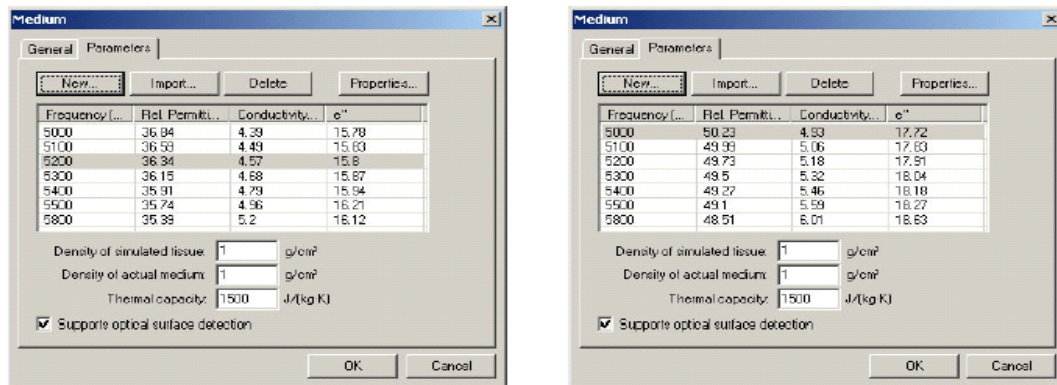 Medium
General Parameters
New... Import... Delete Properties...
Frequency (... Rel. Permitti... Conductivity... e"
5000 36.84 4.39 15.78
5100 36.59 4.49 15.83
5200 36.34 4.57 15.8
5300 36.15 4.68 15.87
5400 35.91 4.79 15.94
5500 35.74 4.96 16.21
5800 35.39 5.2 16.12
Density of simulated tissue: 1 g/cm³
Density of actual medium: 1 g/cm³
Thermal capacity: 1500 J/(kg K)
Supports optical surface detection
OK Cancel
Medium
General Parameters
New... Import... Delete Properties...
Frequency (... Rel. Permitti... Conductivity... e"
5000 50.23 4.93 17.72
5100 49.99 5.06 17.83
5200 49.73 5.18 17.91
5300 49.5 5.32 18.04
5400 49.27 5.46 18.18
5500 49.1 5.59 18.27
5800 48.51 6.01 18.63
Density of simulated tissue: 1 g/cm³
Density of actual medium: 1 g/cm³
Thermal capacity: 1500 J/(kg K)
Supports optical surface detection
OK Cancel